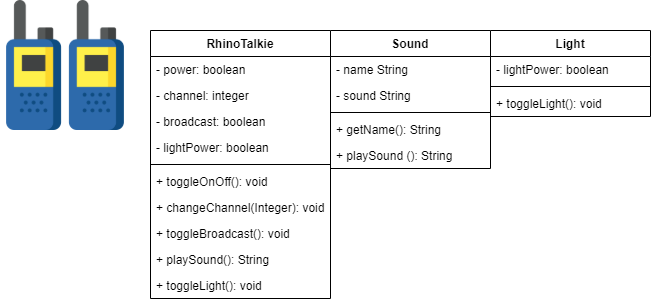 RhinoTalkie
- power: boolean
- channel: integer
- broadcast: boolean
- lightPower: boolean
+ toggleOnOff(): void
+ changeChannel(Integer): void
+ toggleBroadcast(): void
+ playSound(): String
+ toggleLight(): void
Sound
- name String
- sound String
+ getName(): String
+ playSound (): String
Light
- lightPower: boolean
+ toggleLight(): void